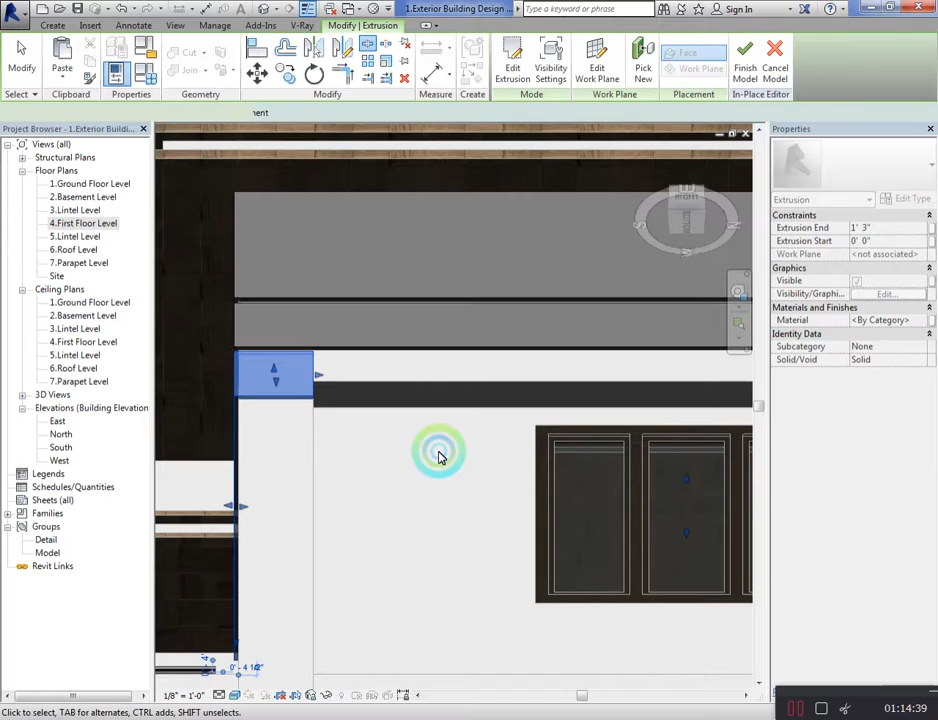 1.Exterior Building Design ...
Type a keyword or phrase
Sign In
Architect
Insert
Annotate
View
Manage
Add-Ins
V-Ray
Modify | Extrusion
Modify
Paste
Cut
Join
Edit Extrusion
Visibility Settings
Edit Work Plane
Pick New
Face
Work Plane
Finish Model
Cancel Model
Select
Clipboard
Properties
Geometry
Modify
Measure
Create
Mode
Work Plane
Placement
In-Place Editor
ment
Project Browser - 1.Exterior Buildi...
Views (all)
Structural Plans
Floor Plans
1.Ground Floor Level
2.Basement Level
3.Lintel Level
4.First Floor Level
5.Lintel Level
6.Roof Level
7.Parapet Level
Site
Ceiling Plans
1.Ground Floor Level
2.Basement Level
3.Lintel Level
4.First Floor Level
5.Lintel Level
6.Roof Level
7.Parapet Level
3D Views
Elevations (Building Elevation
East
North
South
West
Legends
Schedules/Quantities
Sheets (all)
Families
Groups
Detail
Model
Revit Links
RIGHT
0' - 4 1/2"
Properties
Extrusion
Edit Type
Constraints
Extrusion End 1' 3"
Extrusion Start 0' 0"
Work Plane <not associated>
Graphics
Visible
Visibility/Graphi... Edit...
Materials and Finishes
Material <By Category>
Identity Data
Subcategory None
Solid/Void Solid
1/8" = 1'-0"
Click to select, TAB for alternates, CTRL adds, SHIFT unselects.
01:14:39